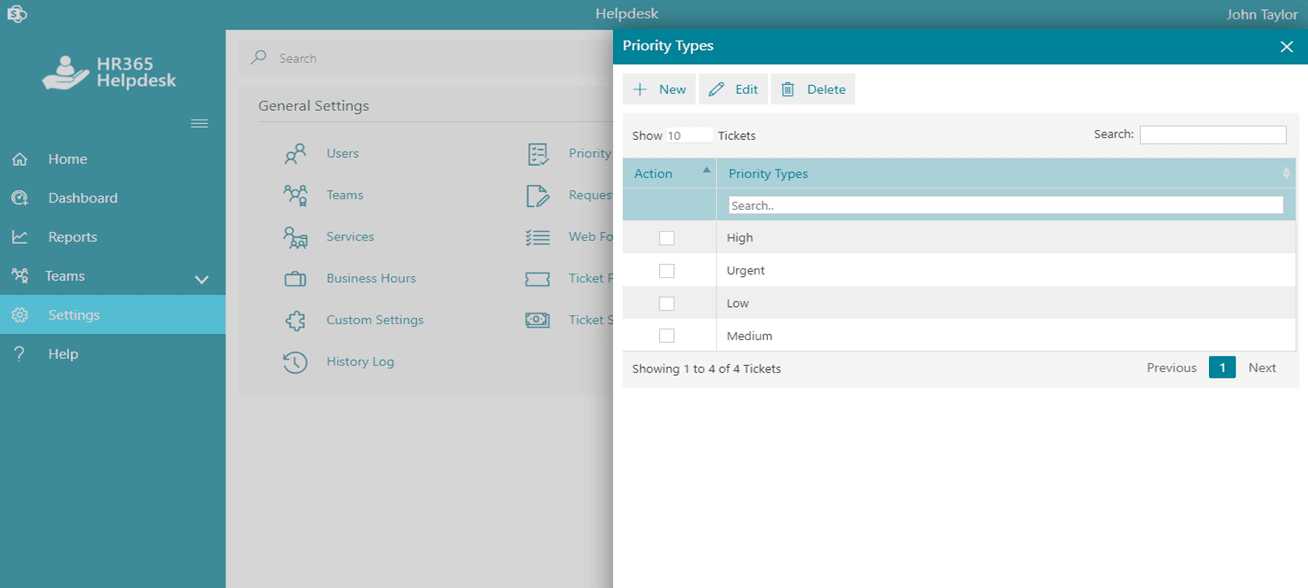 Helpdesk
John Taylor
HR365
Helpdesk
Home
Dashboard
Reports
Teams
Settings
? Help
Search
General Settings
Users
Teams
Services
Business Hours
Custom Settings
History Log
Priority
Reques
Web Fo
Ticket F
Ticket S
Priority Types
New Edit Delete
Show 10 Tickets
Search:
Action Priority Types
Search..
High
Urgent
Low
Medium
Showing 1 to 4 of 4 Tickets
Previous 1 Next